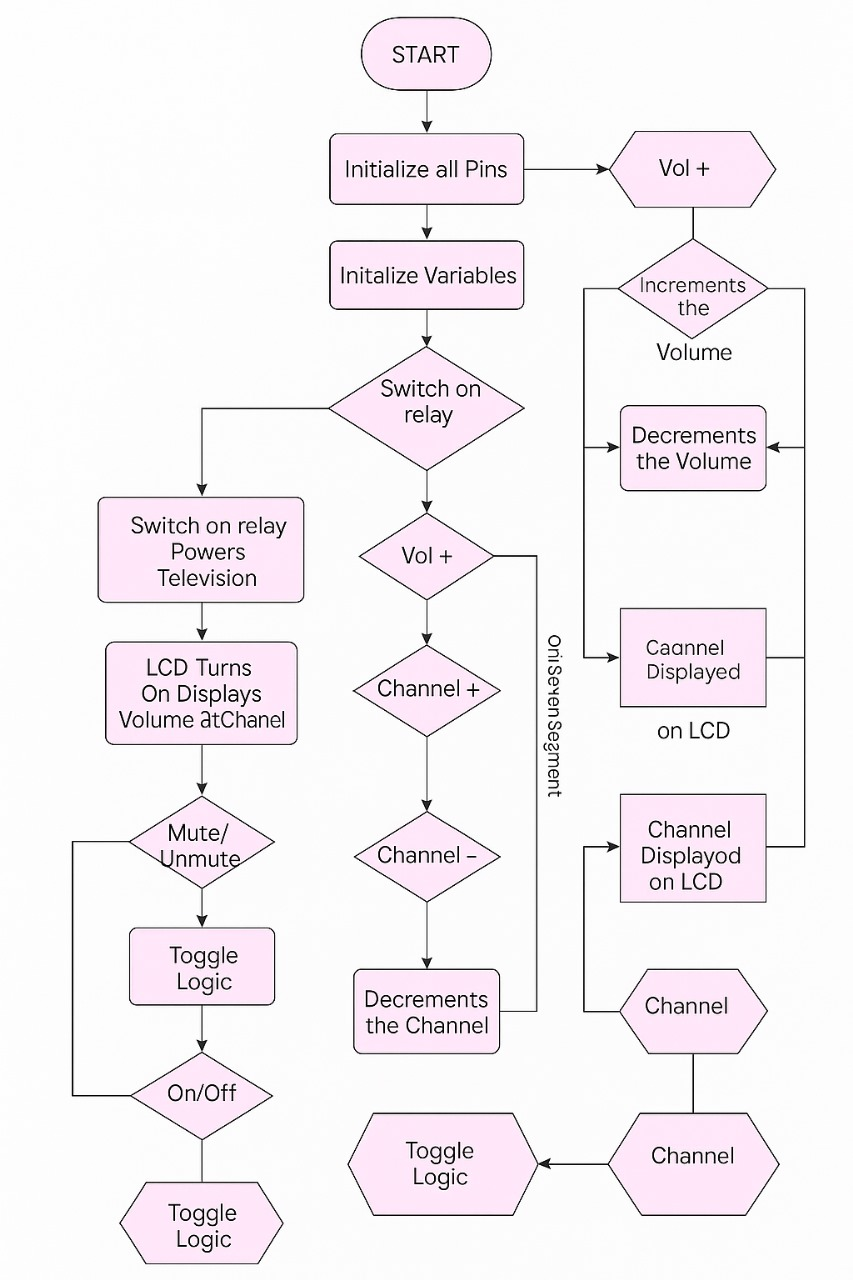 START
Initialize all Pins
Vol +
Initalize Variables
Increments
the
Volume
Switch on
relay
Decrements
the Volume
Switch on relay
Powers
Television
Vol +
LCD Turns
On Displays
Volume atChanel
Channel +
Caannel
Displayed
on LCD
Mute/
Unmute
Channel –
Channel
Displayod
on LCD
Toggle
Logic
Decrements
the Channel
Channel
On/Off
Toggle
Logic
Channel
Toggle
Logic